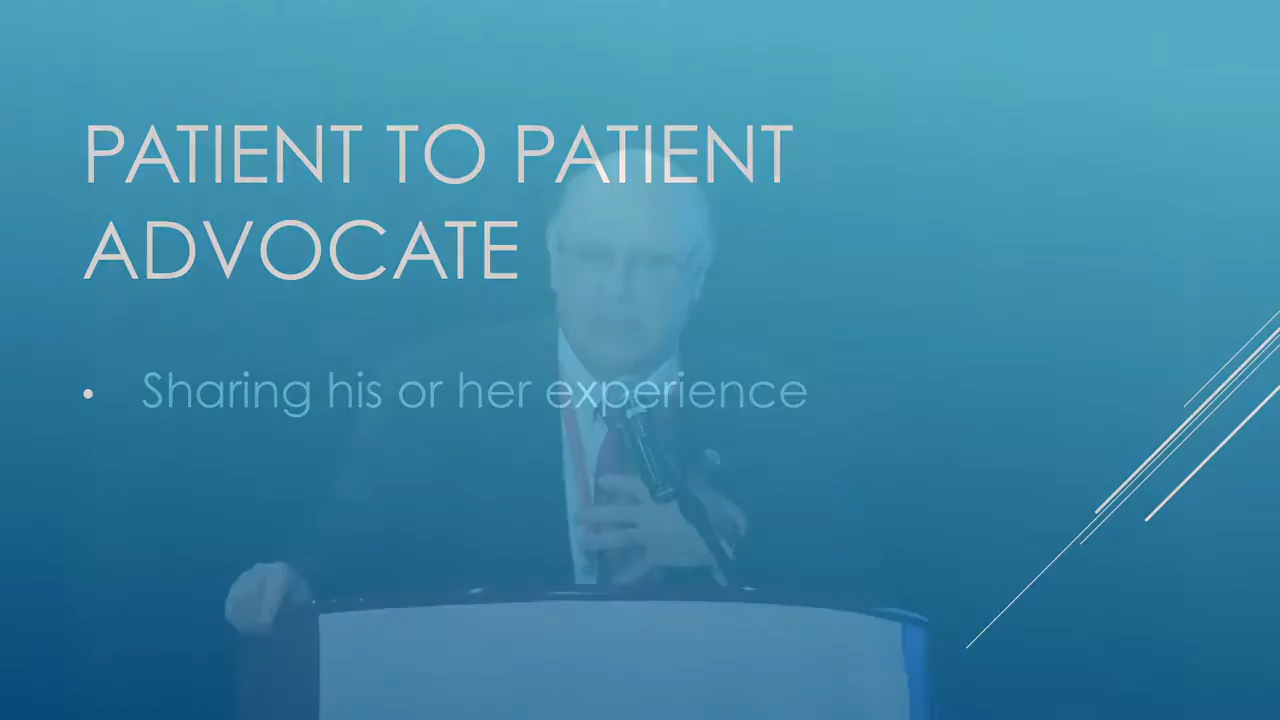 PATIENT TO PATIENT
ADVOCATE
• Sharing his or her experience